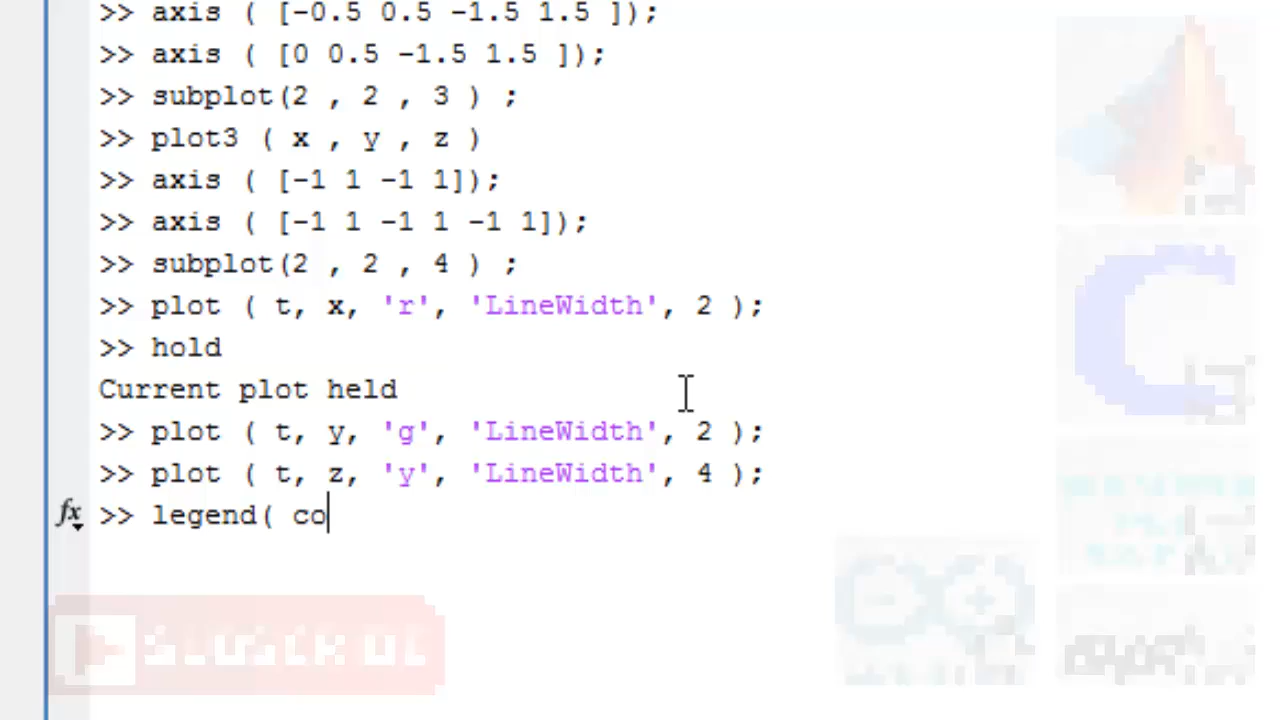 >> axis ( [-0.5 0.5 -1.5 1.5 ]);
>> axis ( [0 0.5 -1.5 1.5 ]);
>> subplot(2 , 2 , 3 ) ;
>> plot3 ( x , y , z )
>> axis ( [-1 1 -1 1]);
>> axis ( [-1 1 -1 1 -1 1]);
>> subplot(2 , 2 , 4 ) ;
>> plot ( t, x, 'r', 'LineWidth', 2 );
>> hold
Current plot held
>> plot ( t, y, 'g', 'LineWidth', 2 );
>> plot ( t, z, 'y', 'LineWidth', 4 );
fx >> legend( co